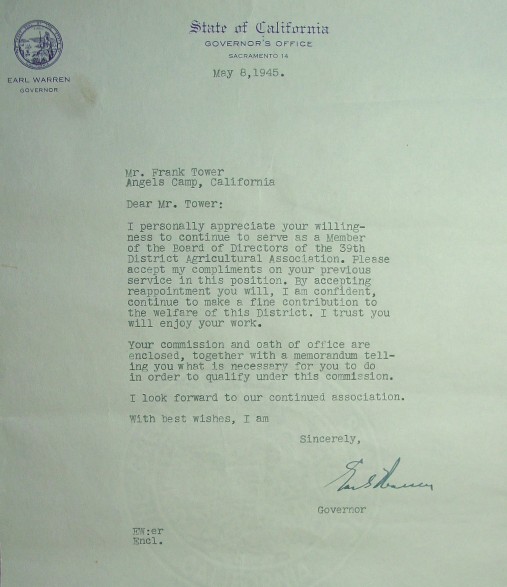 State of California
GOVERNOR'S OFFICE
SACRAMENTO 14
EARL WARREN
GOVERNOR
May 8,1945.
Mr. Frank Tower
Angels Camp, California
Dear Mr. Tower:
I personally appreciate your willing-
ness to continue to serve as a Member
of the Board of Directors of the 39th
District Agricultural Association. Please
accept my compliments on your previous
service in this position. By accepting
reappointment you will, I am confident,
continue to make a fine contribution to
the welfare of this District. I trust you
will enjoy your work.
Your commission and oath of office are
enclosed, together with a memorandum tell-
ing you what is necessary for you to do
in order to qualify under this commission.
I look forward to our continued association.
With best wishes, I am
Sincerely,
Earl Warren
Governor
EW:er
Encl.